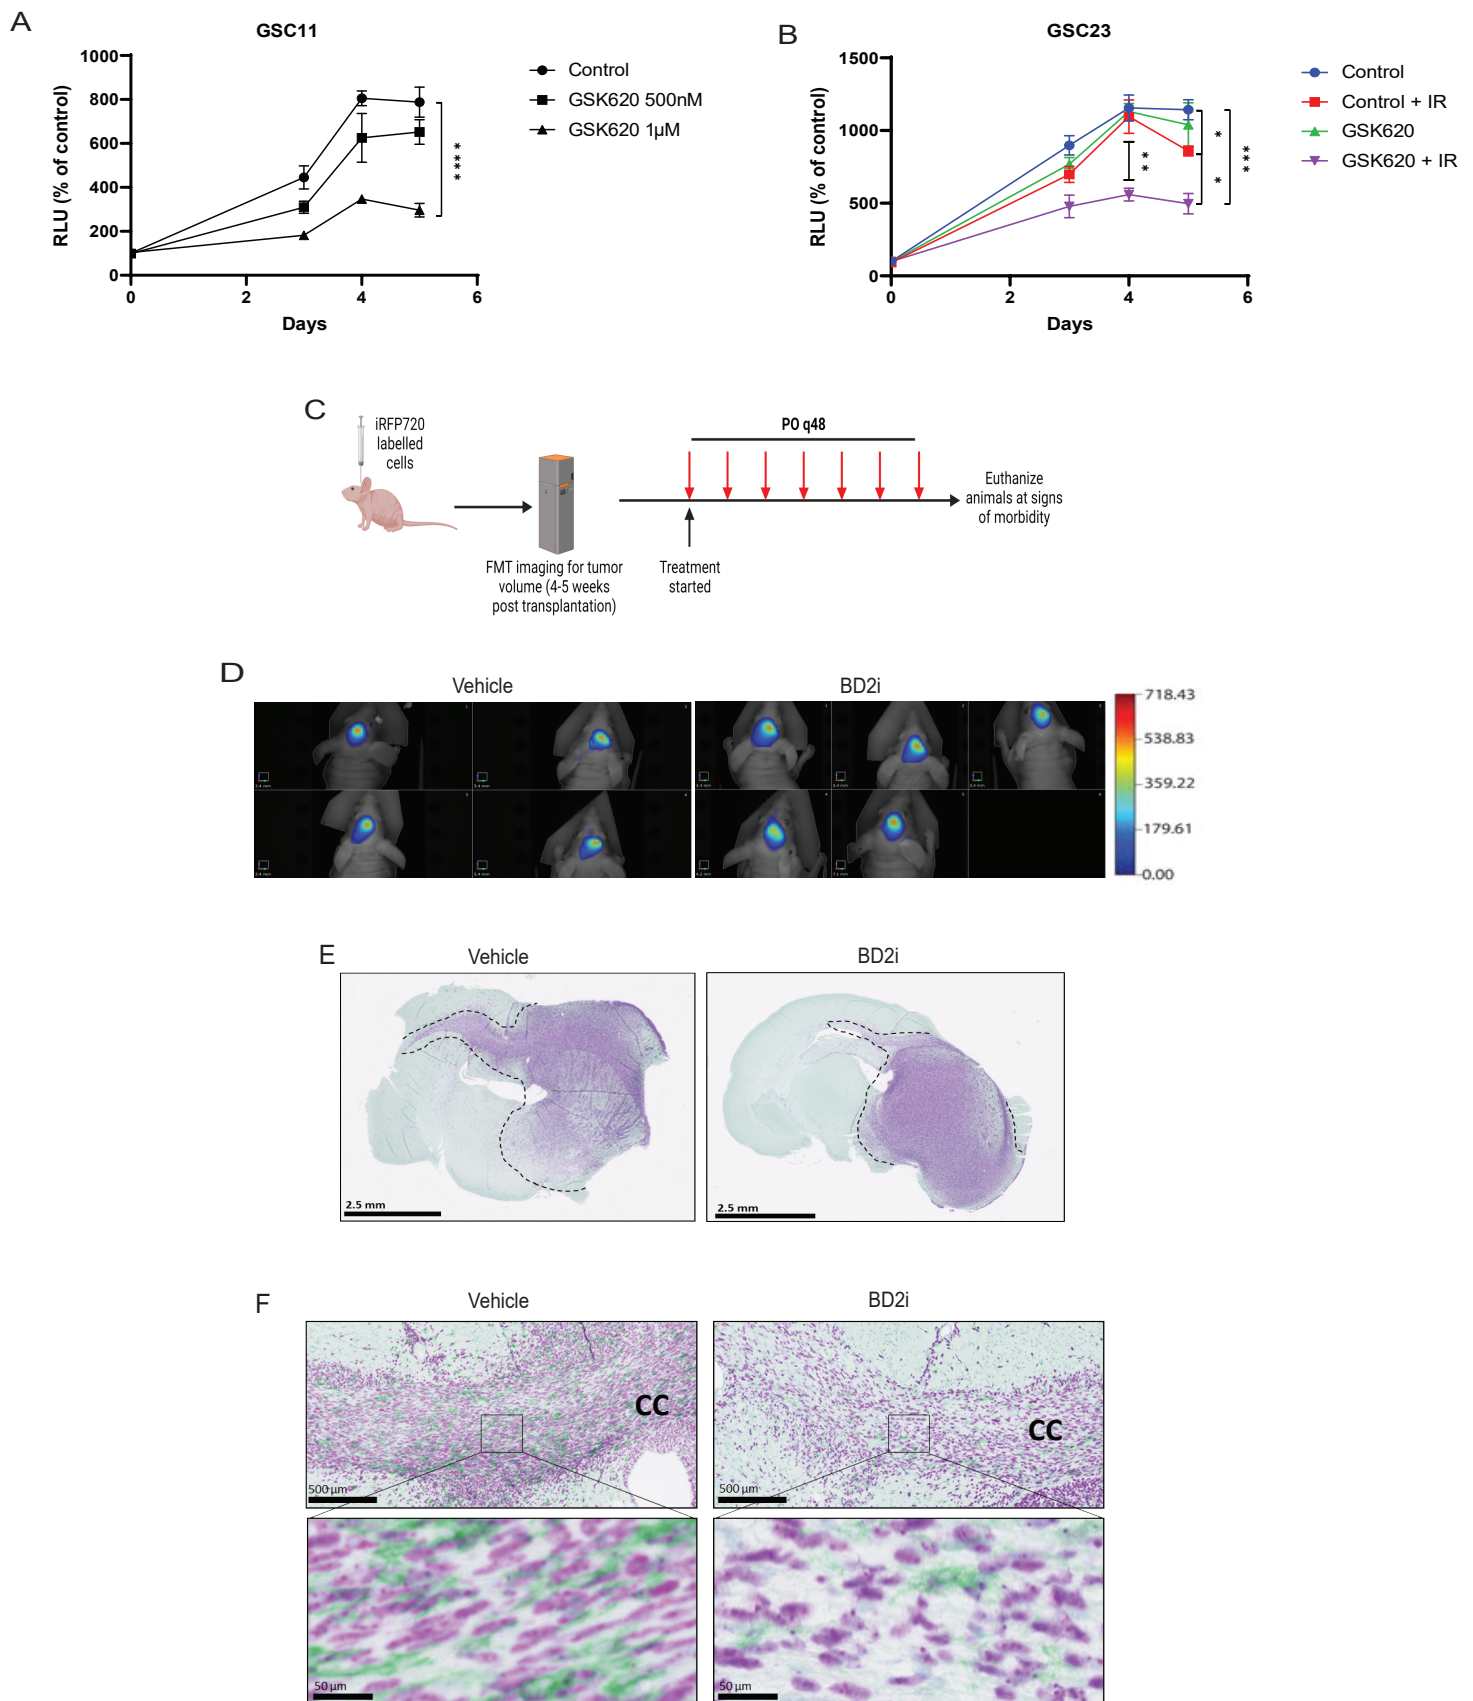 A
GSC11
RLU (% of control)
1000
800
600
400
200
0
0
2
4
6
Days
Control
GSK620 500nM
GSK620 1µM
****
B
GSC23
RLU (% of control)
1500
1000
500
0
0
2
4
6
Days
Control
Control + IR
GSK620
GSK620 + IR
**
*
*
***
C
iRFP720
labelled
cells
FMT imaging for tumor
volume (4-5 weeks
post transplantation)
PO q48
Treatment
started
Euthanize
animals at signs
of morbidity
D
Vehicle
BD2i
718.43
538.83
359.22
179.61
0.00
E
Vehicle
BD2i
2.5 mm
2.5 mm
F
Vehicle
BD2i
CC
CC
500 µm
500 µm
50 µm
50 µm